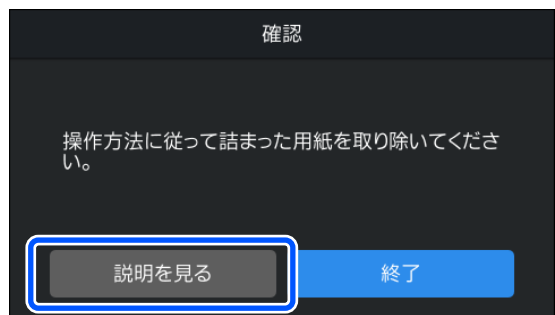 確認
操作方法に従って詰まった用紙を取り除いてくださ
い。
説明を見る
終了